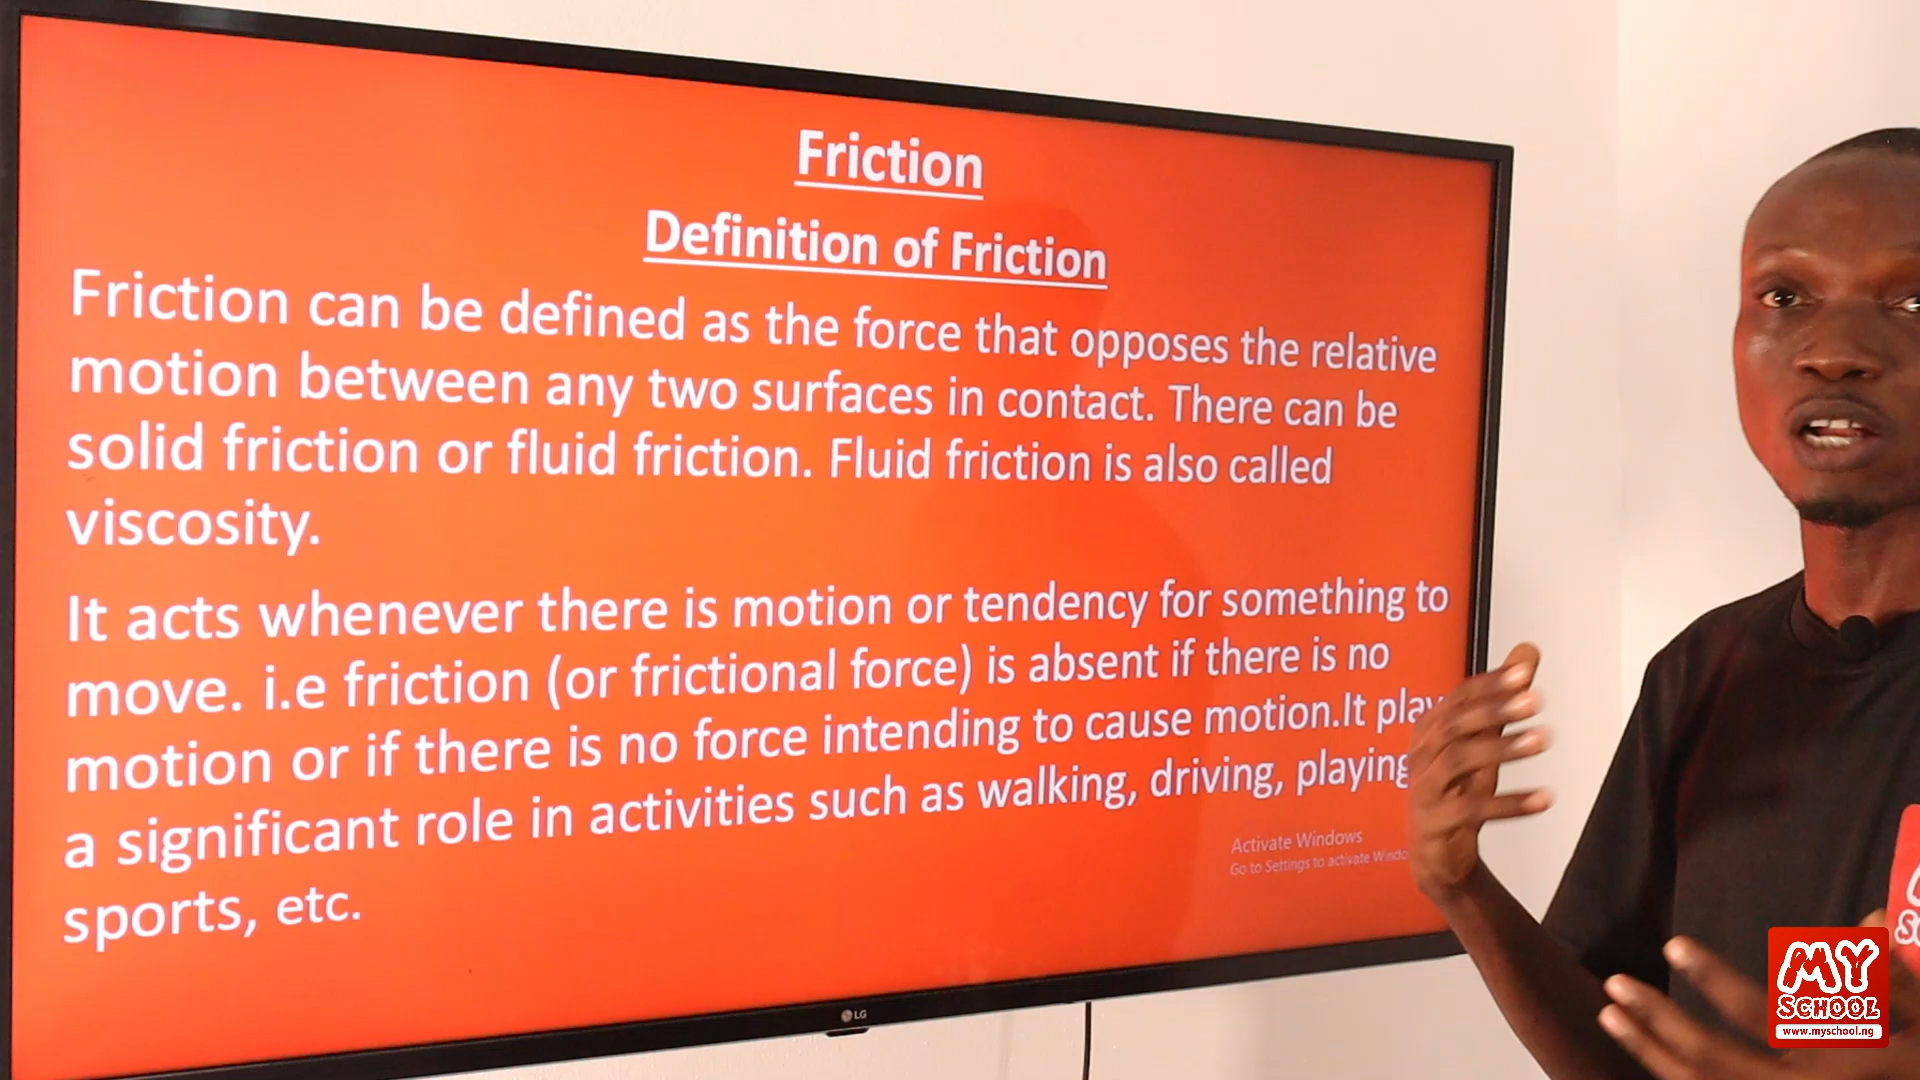 Friction
Definition of Friction
Friction can be defined as the force that opposes the relative
motion between any two surfaces in contact. There can be
solid friction or fluid friction. Fluid friction is also called
viscosity.
It acts whenever there is motion or tendency for something to
move. i.e friction (or frictional force) is absent if there is no
motion or if there is no force intending to cause motion.It play
a significant role in activities such as walking, driving, playing
sports, etc.
Activate Windows
Go to Settings to activate Windo
LG
MY
SCHOOL
www.myschool.ng